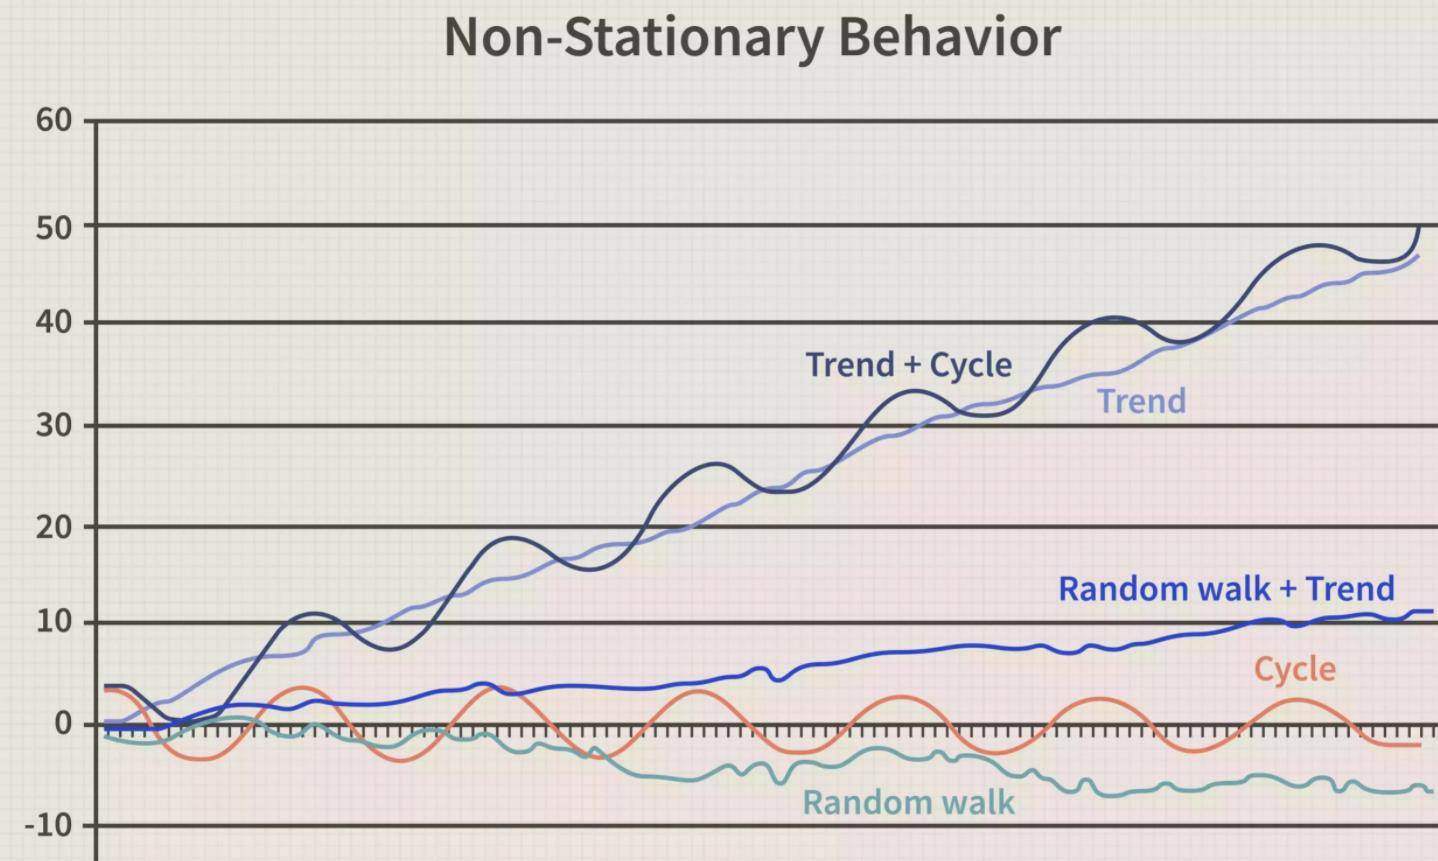 Non-Stationary Behavior
60
50
40
Trend + Cycle
Trend
30
20
Random walk + Trend
10
Cycle
0
Random walk
-10